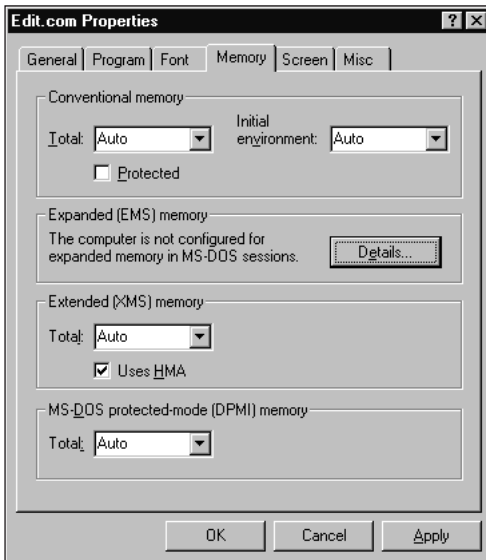 Edit.com Properties
General Program Font Memory Screen Misc
Conventional memory
Total: Auto
Initial
environment: Auto
Protected
Expanded (EMS) memory
The computer is not configured for
expanded memory in MS-DOS sessions.
Details...
Extended (XMS) memory
Total: Auto
Uses HMA
MS-DOS protected-mode (DPMI) memory
Total: Auto
OK Cancel Apply